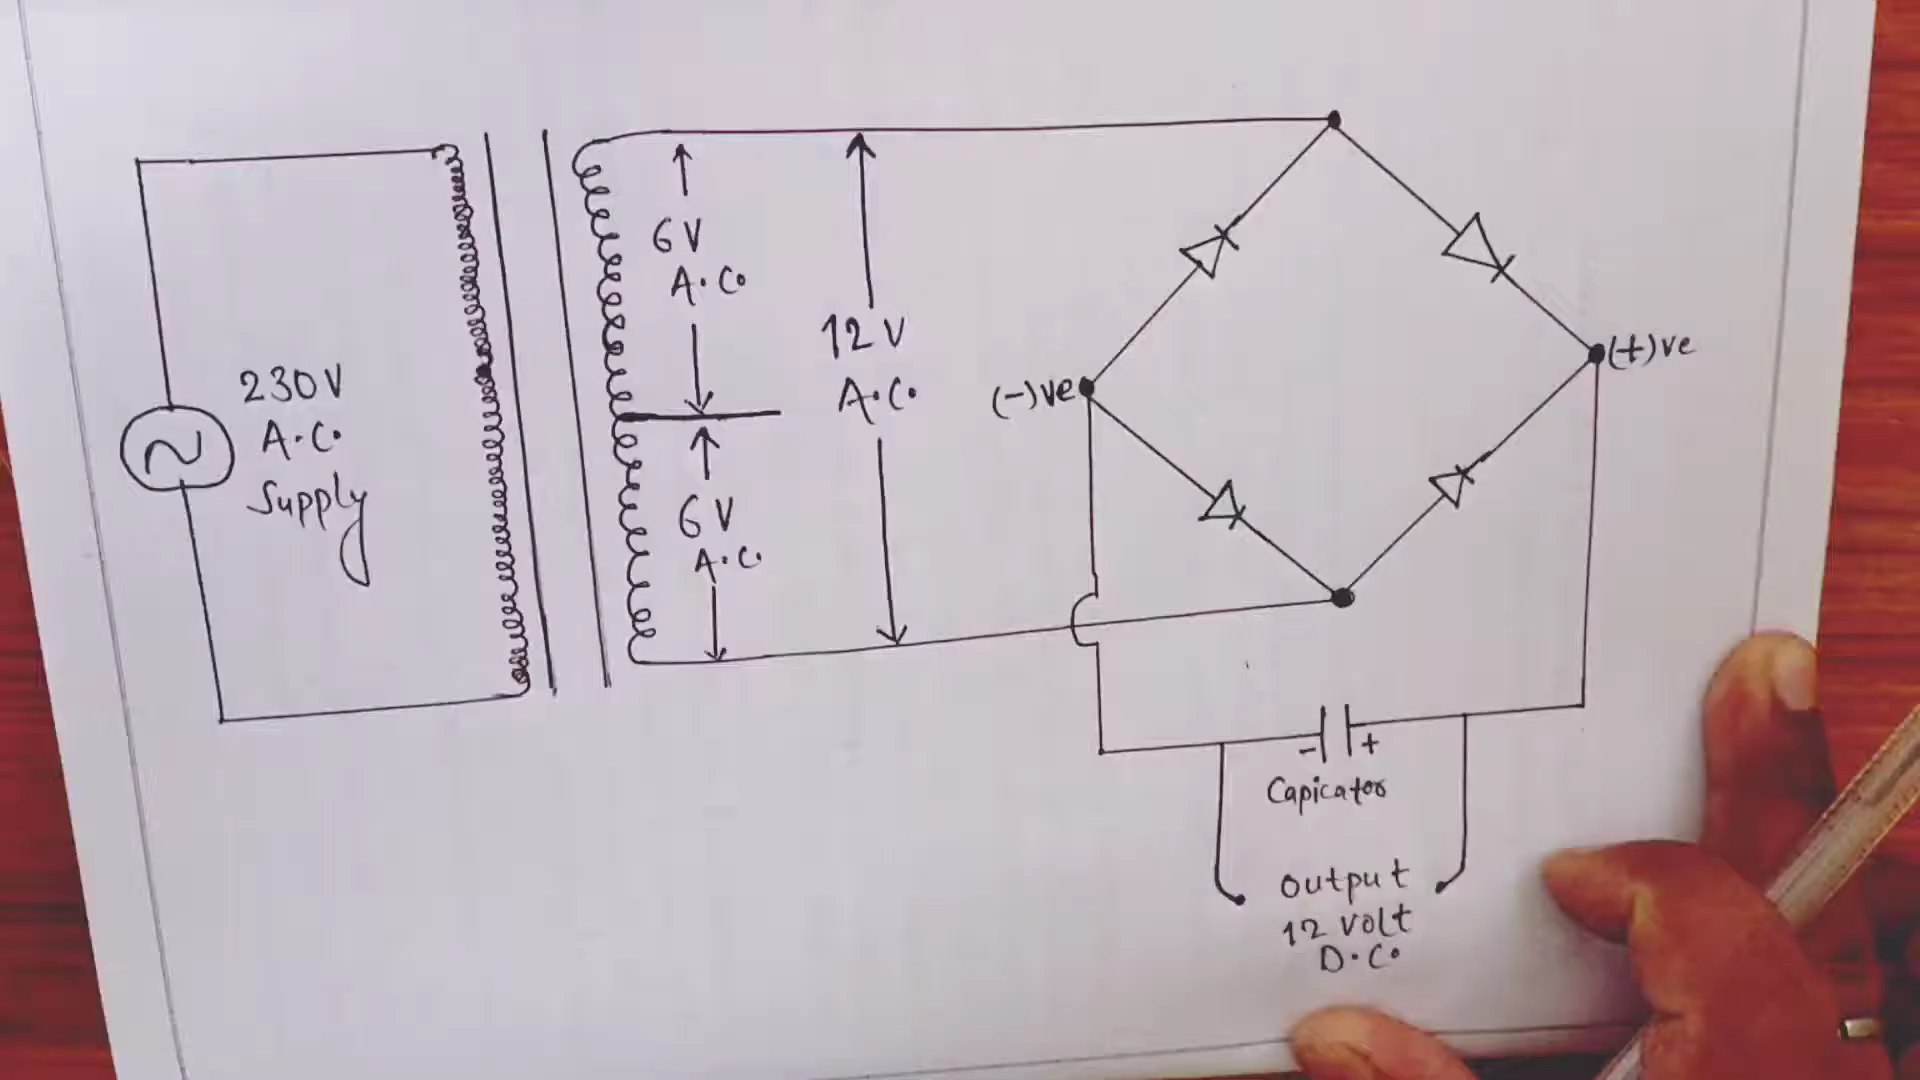 230V
A.C.
Supply
6V
A.C.
6V
A.C.
12V
A.C.
(-)ve
(+)ve
- +
Capicator
output
12 volt
D.C.